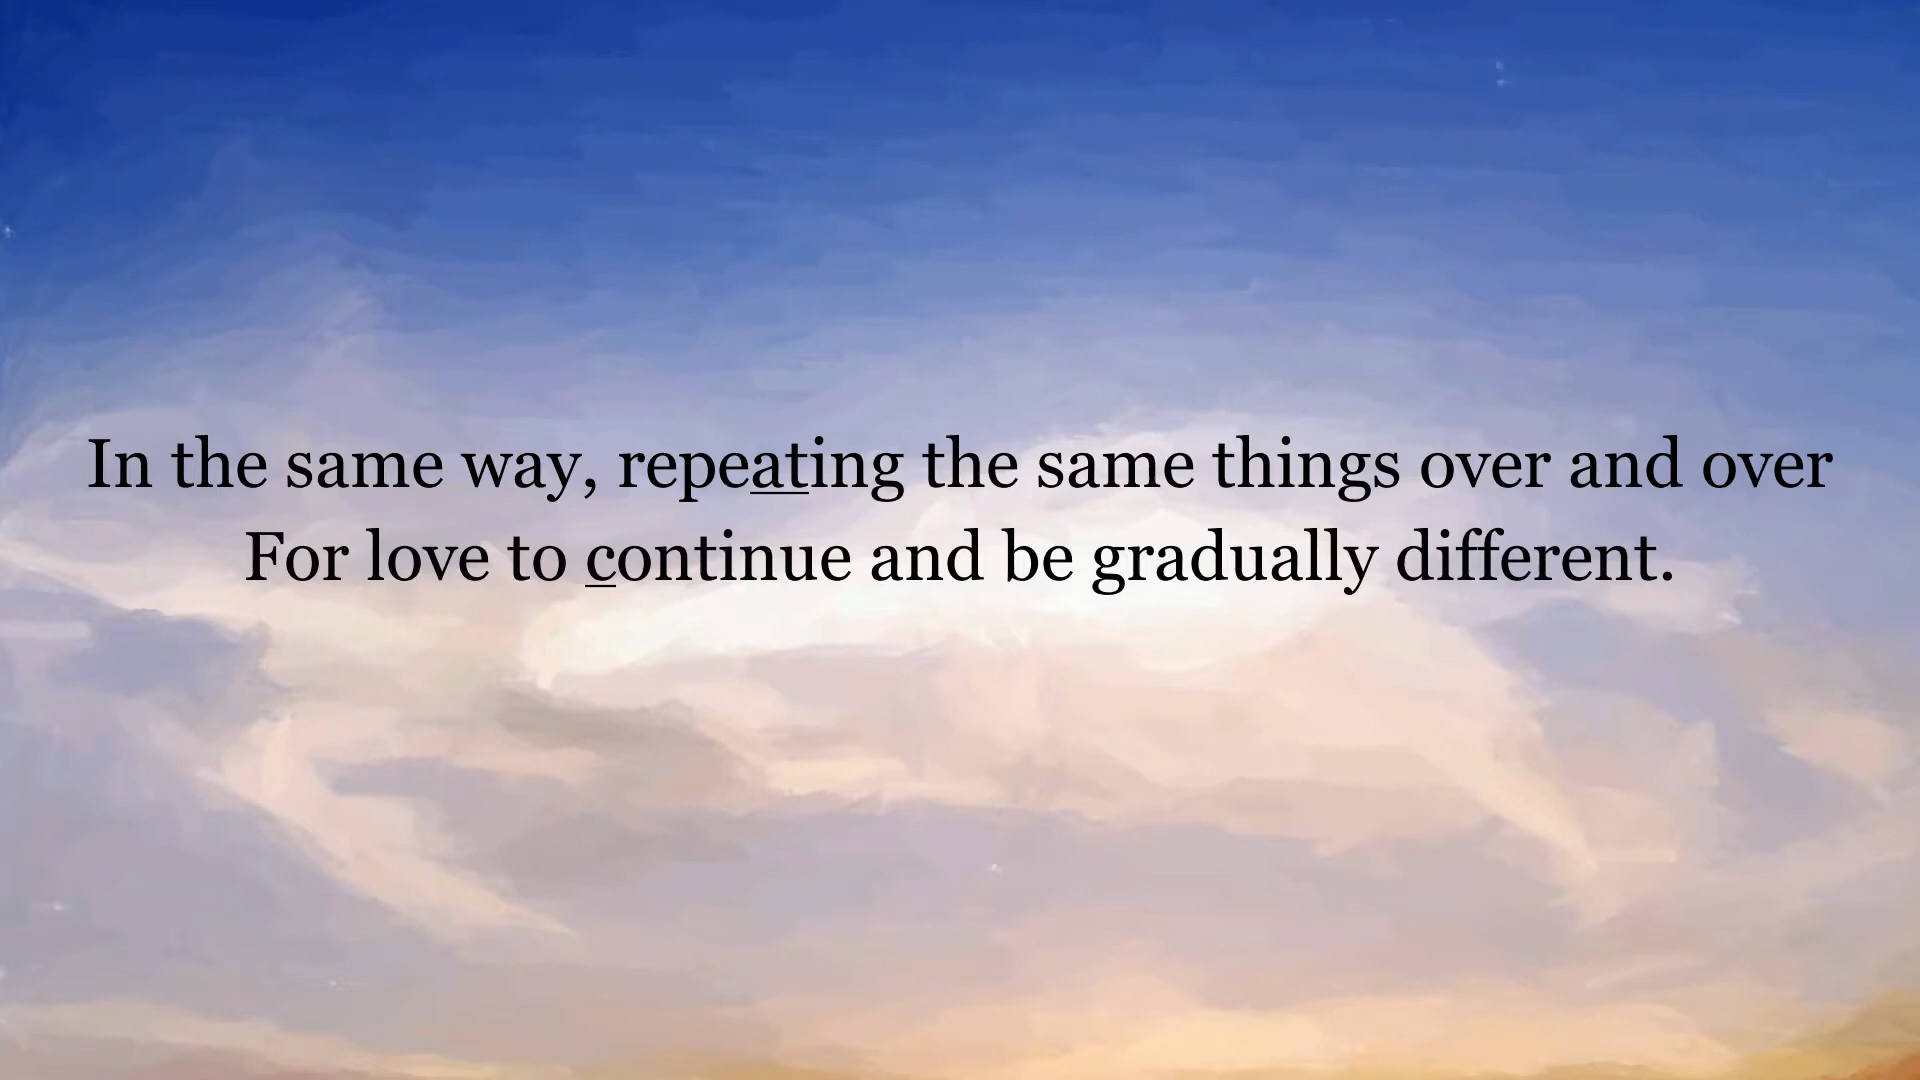 In the same way, repeating the same things over and over
For love to continue and be gradually different.